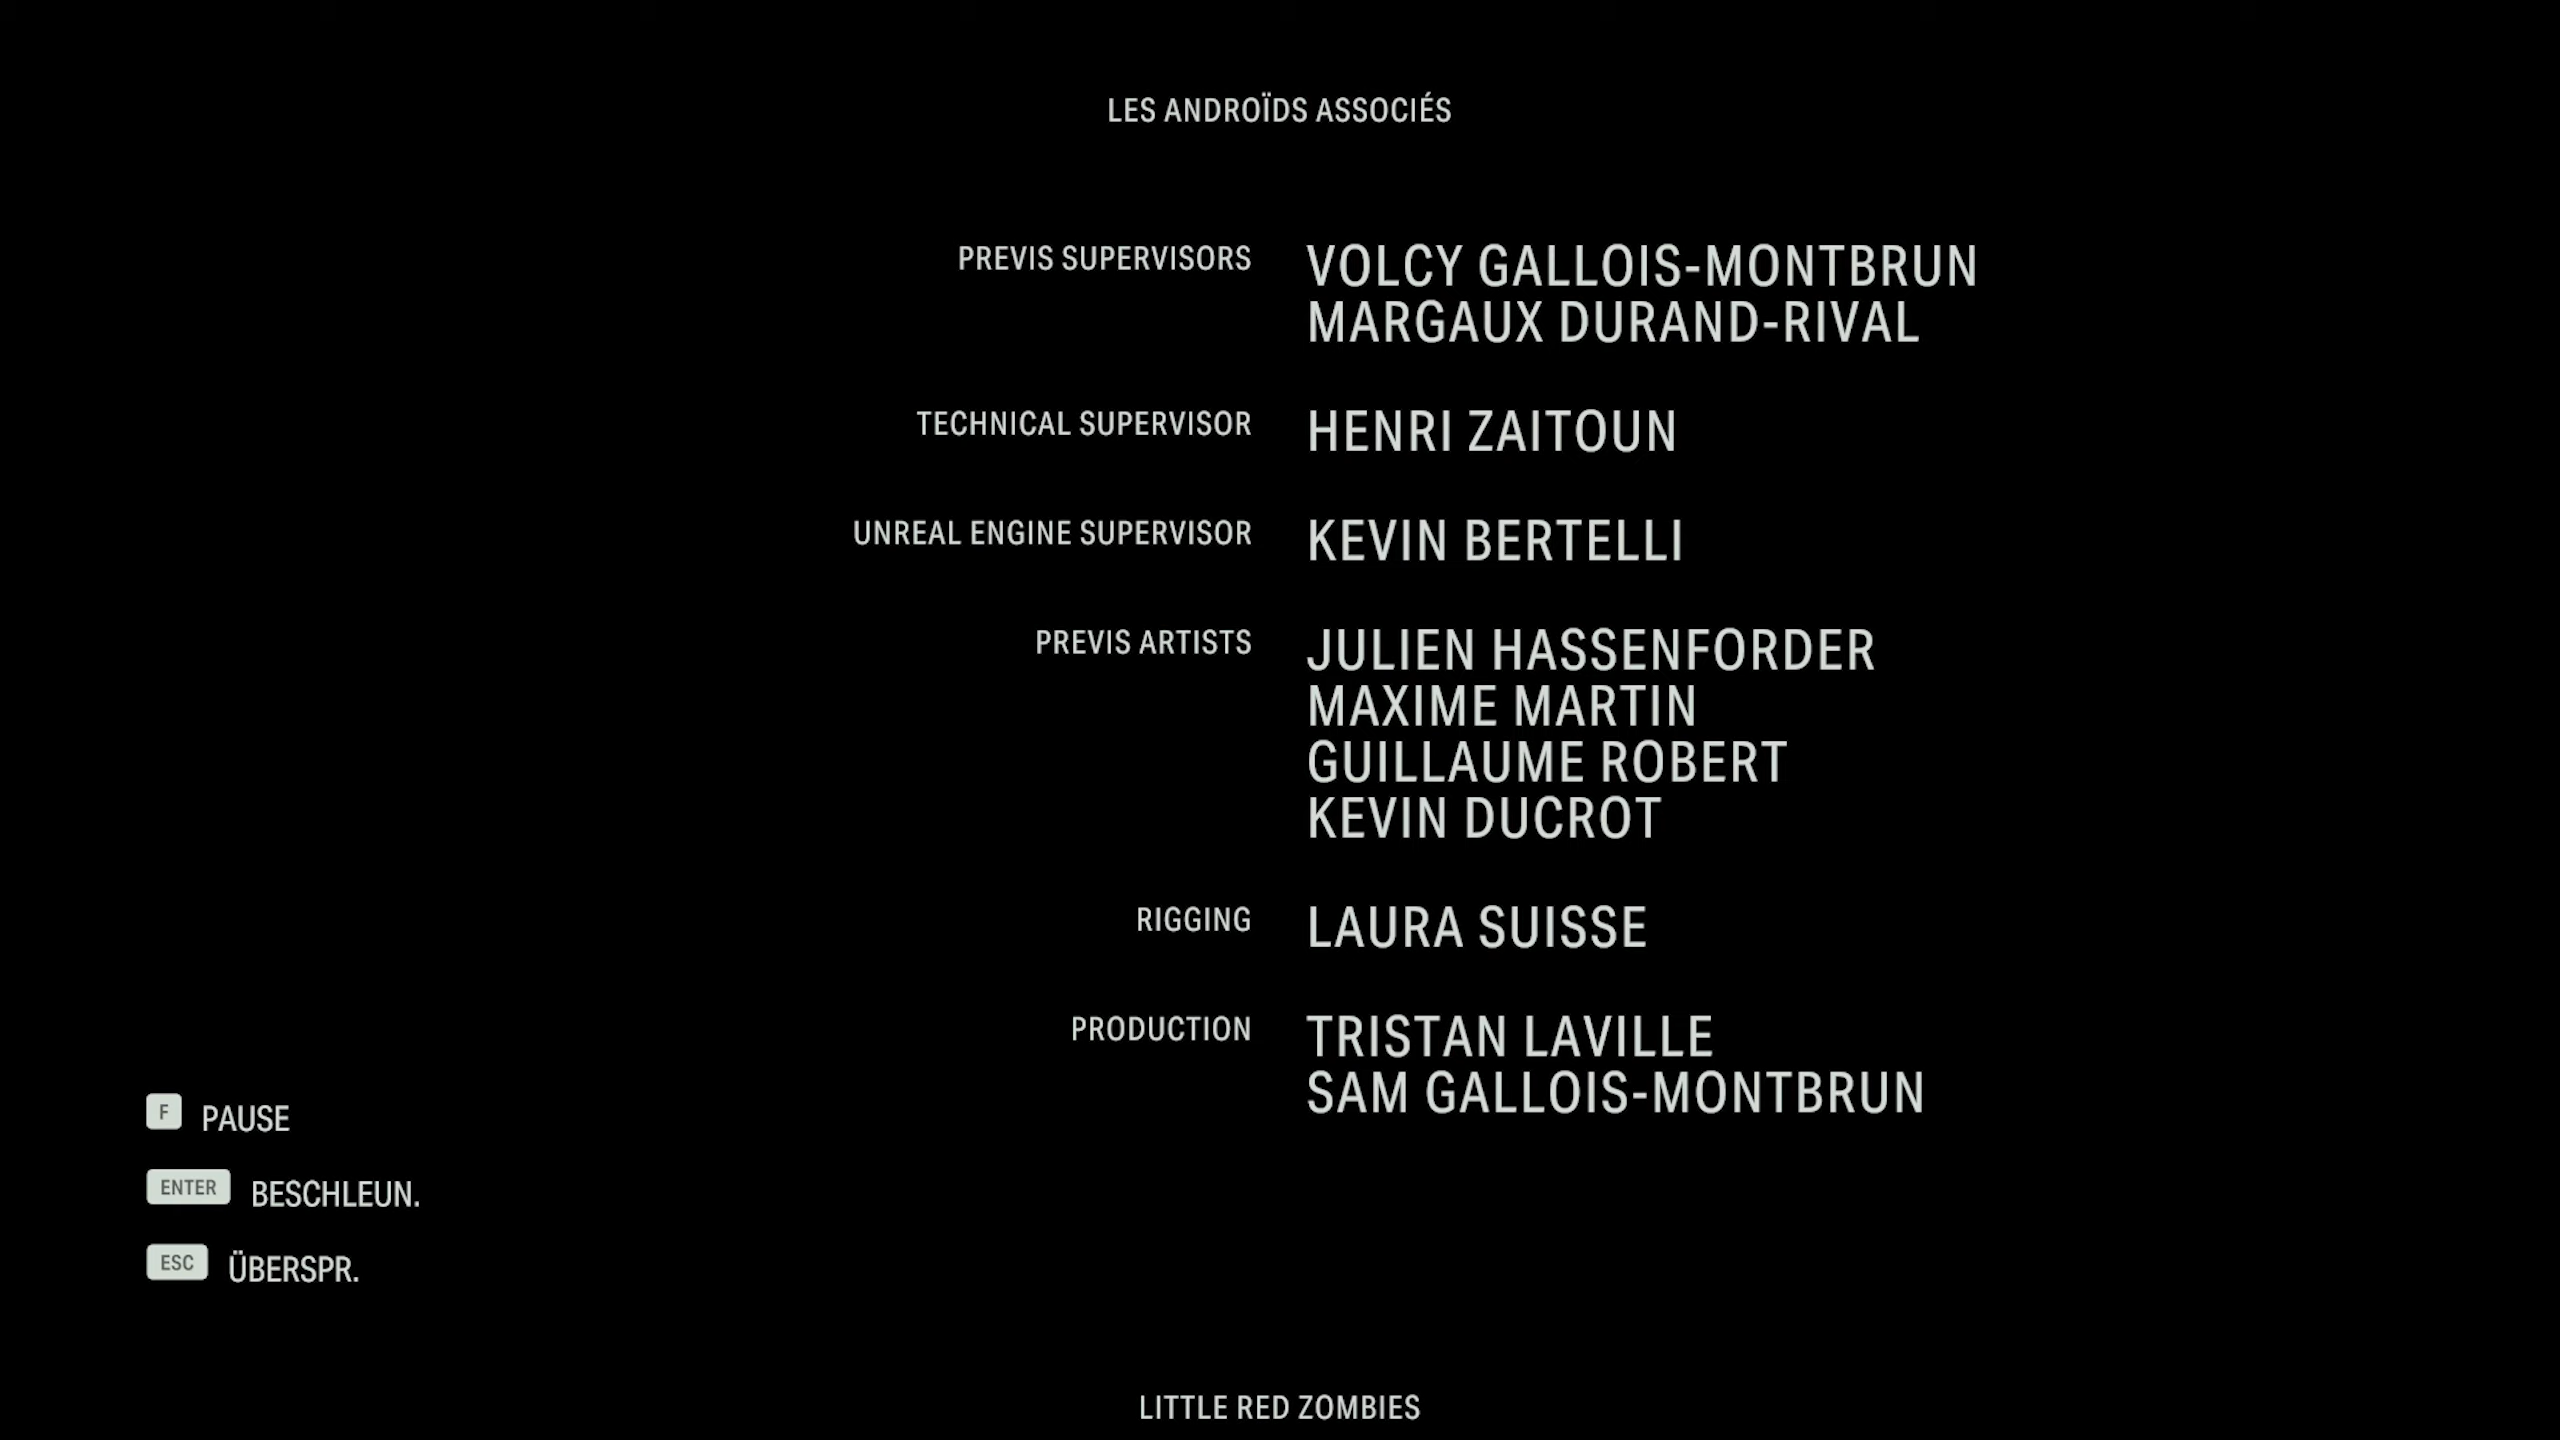 LES ANDROÏDS ASSOCIÉS
PREVIS SUPERVISORS VOLCY GALLOIS-MONTBRUN
MARGAUX DURAND-RIVAL
TECHNICAL SUPERVISOR HENRI ZAITOUN
UNREAL ENGINE SUPERVISOR KEVIN BERTELLI
PREVIS ARTISTS JULIEN HASSENFORDER
MAXIME MARTIN
GUILLAUME ROBERT
KEVIN DUCROT
RIGGING LAURA SUISSE
PRODUCTION TRISTAN LAVILLE
SAM GALLOIS-MONTBRUN
F PAUSE
ENTER BESCHLEUN.
ESC ÜBERSPR.
LITTLE RED ZOMBIES